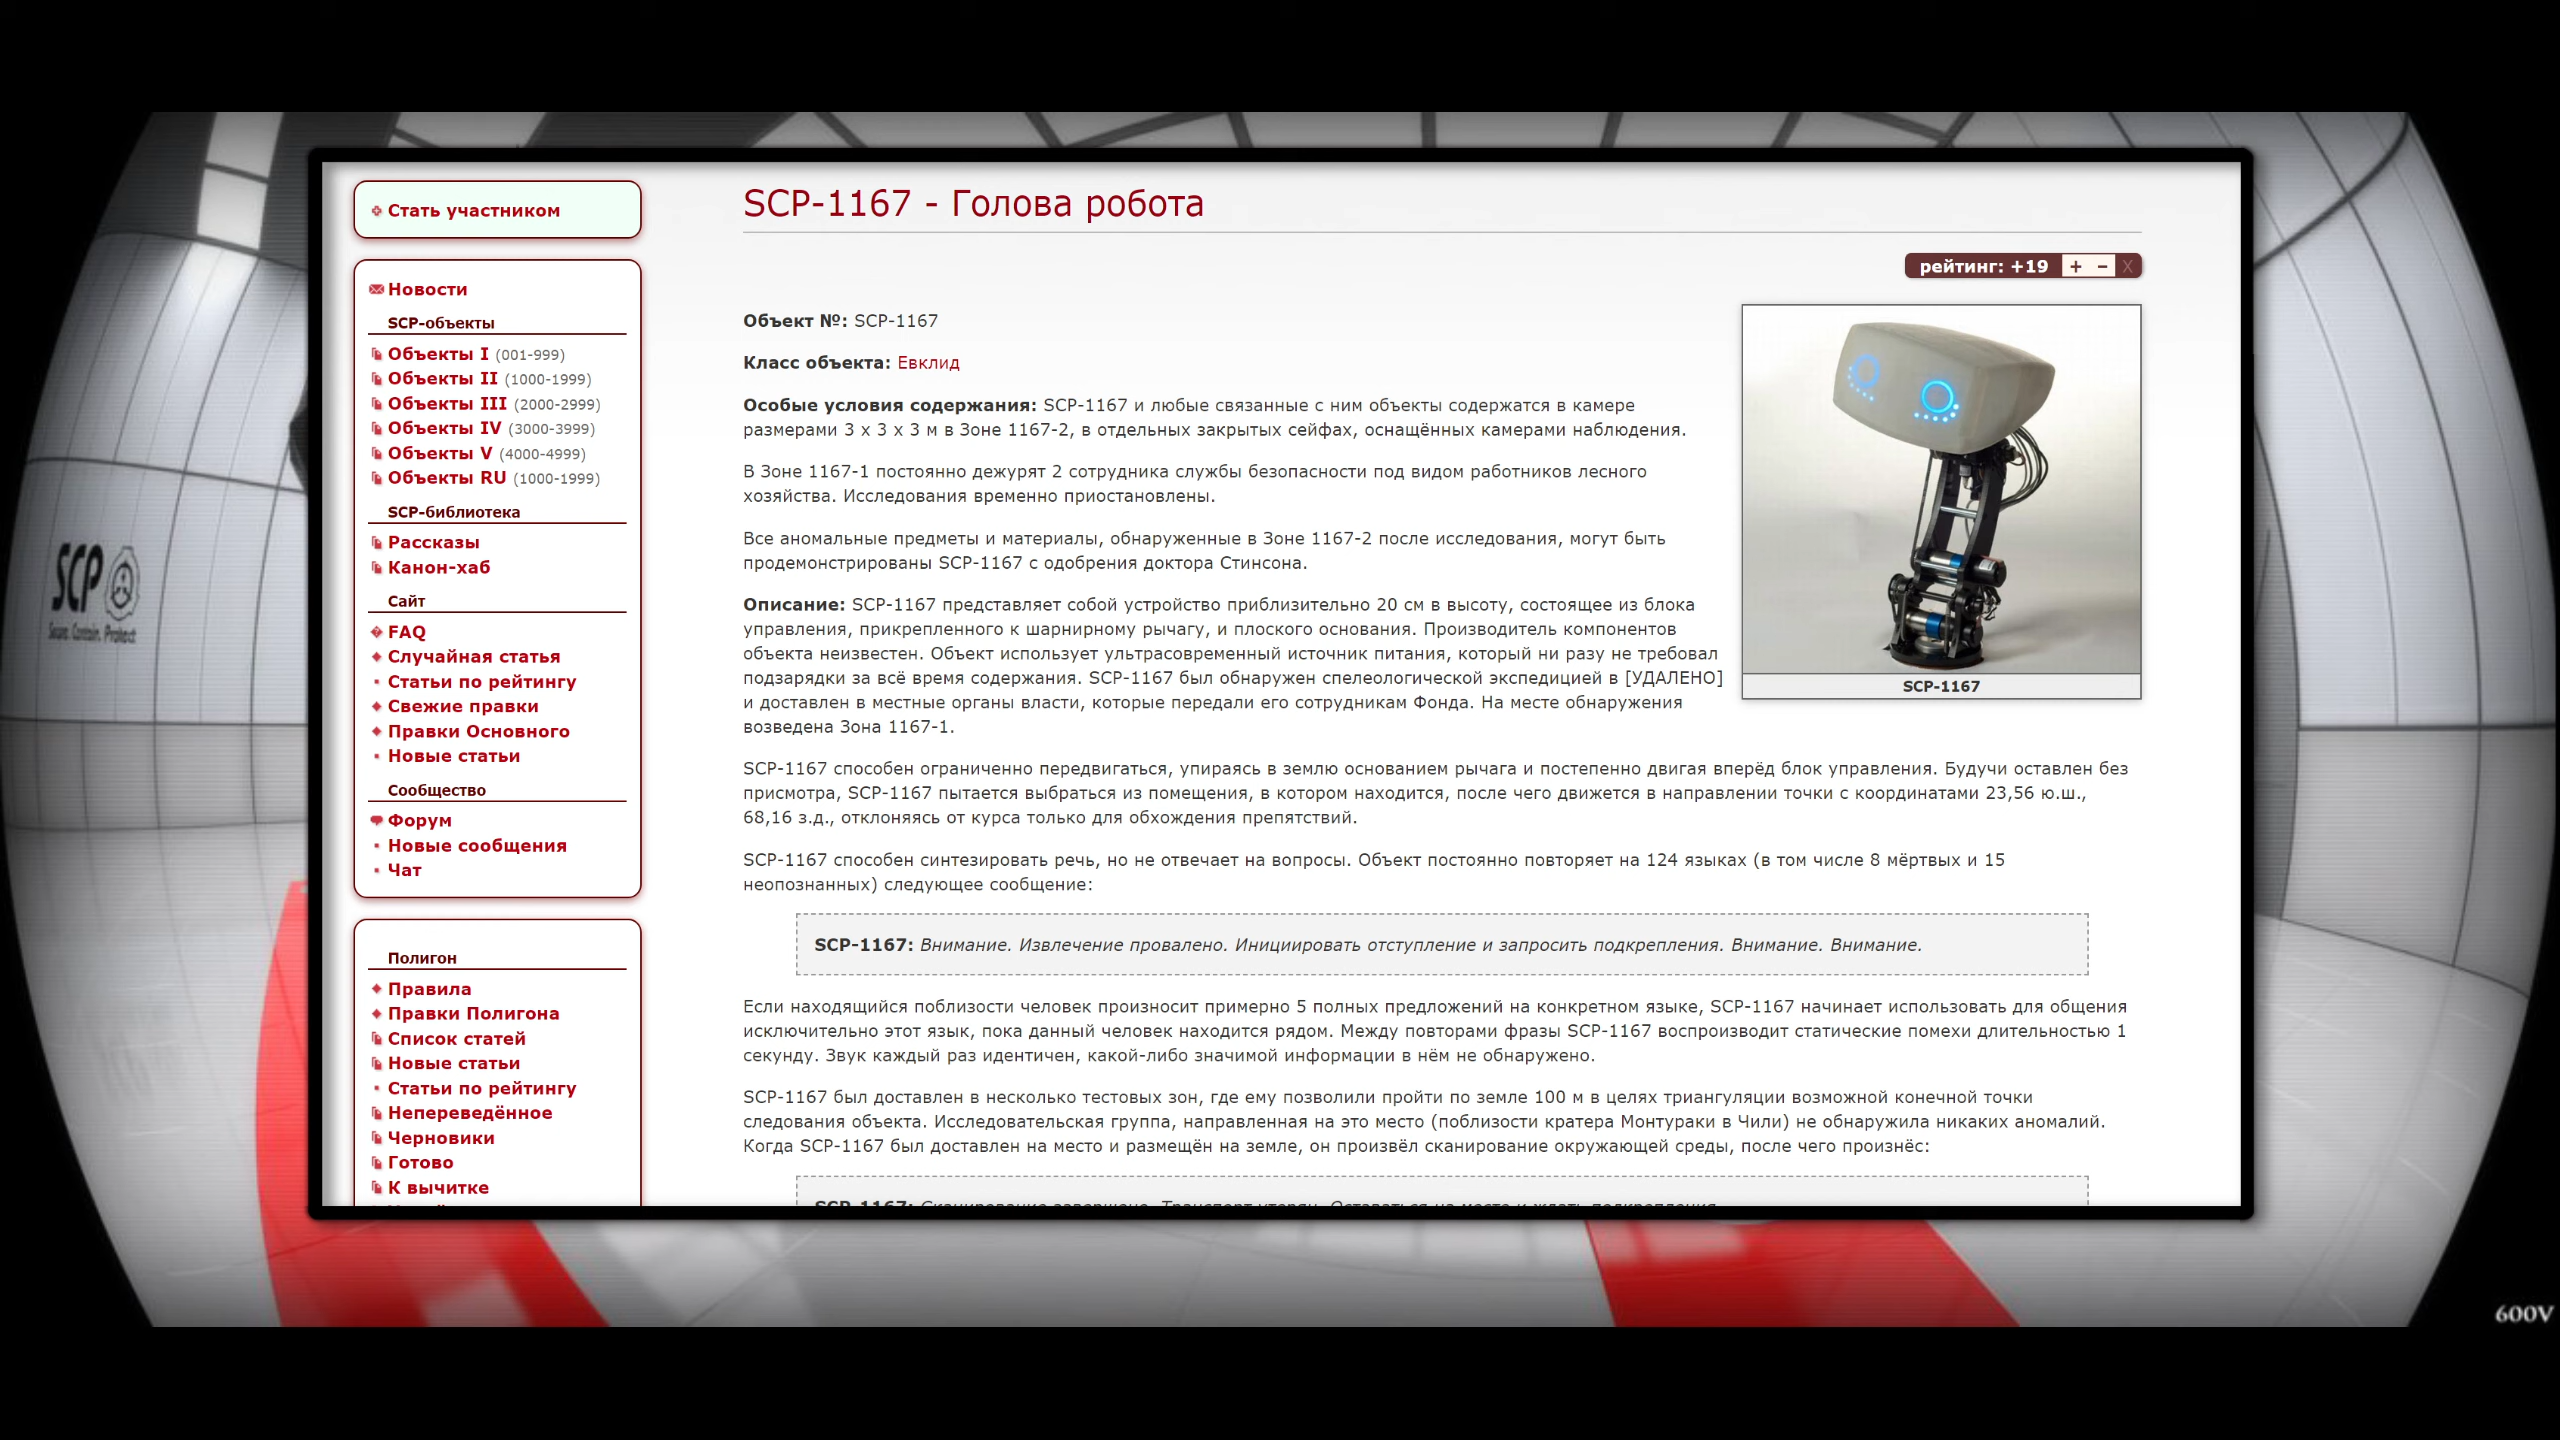 Стать участником
Новости
SCP-объекты
Объекты I (001-999)
Объекты II (1000-1999)
Объекты III (2000-2999)
Объекты IV (3000-3999)
Объекты V (4000-4999)
Объекты RU (1000-1999)
SCP-библиотека
Рассказы
Канон-хаб
Сайт
FAQ
Случайная статья
Статьи по рейтингу
Свежие правки
Правки Основного
Новые статьи
Сообщество
Форум
Новые сообщения
Чат
Полигон
Правила
Правки Полигона
Список статей
Новые статьи
Статьи по рейтингу
Непереведённое
Черновики
Готово
К вычитке
SCP-1167 - Голова робота
рейтинг: +19 + − X
Объект №: SCP-1167
Класс объекта: Евклид
Особые условия содержания: SCP-1167 и любые связанные с ним объекты содержатся в камере
размерами 3 x 3 x 3 м в Зоне 1167-2, в отдельных закрытых сейфах, оснащённых камерами наблюдения.
В Зоне 1167-1 постоянно дежурят 2 сотрудника службы безопасности под видом работников лесного
хозяйства. Исследования временно приостановлены.
Все аномальные предметы и материалы, обнаруженные в Зоне 1167-2 после исследования, могут быть
продемонстрированы SCP-1167 с одобрения доктора Стинсона.
Описание: SCP-1167 представляет собой устройство приблизительно 20 см в высоту, состоящее из блока
управления, прикрепленного к шарнирному рычагу, и плоского основания. Производитель компонентов
объекта неизвестен. Объект использует ультрасовременный источник питания, который ни разу не требовал
подзарядки за всё время содержания. SCP-1167 был обнаружен спелеологической экспедицией в [УДАЛЕНО]
и доставлен в местные органы власти, которые передали его сотрудникам Фонда. На месте обнаружения
возведена Зона 1167-1.
SCP-1167
SCP-1167 способен ограниченно передвигаться, упираясь в землю основанием рычага и постепенно двигая вперёд блок управления. Будучи оставлен без
присмотра, SCP-1167 пытается выбраться из помещения, в котором находится, после чего движется в направлении точки с координатами 23,56 ю.ш.,
68,16 з.д., отклоняясь от курса только для обхождения препятствий.
SCP-1167 способен синтезировать речь, но не отвечает на вопросы. Объект постоянно повторяет на 124 языках (в том числе 8 мёртвых и 15
неопознанных) следующее сообщение:
SCP-1167: Внимание. Извлечение провалено. Инициировать отступление и запросить подкрепления. Внимание. Внимание.
Если находящийся поблизости человек произносит примерно 5 полных предложений на конкретном языке, SCP-1167 начинает использовать для общения
исключительно этот язык, пока данный человек находится рядом. Между повторами фразы SCP-1167 воспроизводит статические помехи длительностью 1
секунду. Звук каждый раз идентичен, какой-либо значимой информации в нём не обнаружено.
SCP-1167 был доставлен в несколько тестовых зон, где ему позволили пройти по земле 100 м в целях триангуляции возможной конечной точки
следования объекта. Исследовательская группа, направленная на это место (поблизости кратера Монтураки в Чили) не обнаружила никаких аномалий.
Когда SCP-1167 был доставлен на место и размещён на земле, он произвёл сканирование окружающей среды, после чего произнёс:
SCP-1167: Сканирование завершено. Транспорт утерян. Оставаться на месте и ждать подкрепления.
SCP
Secure. Contain. Protect
600V